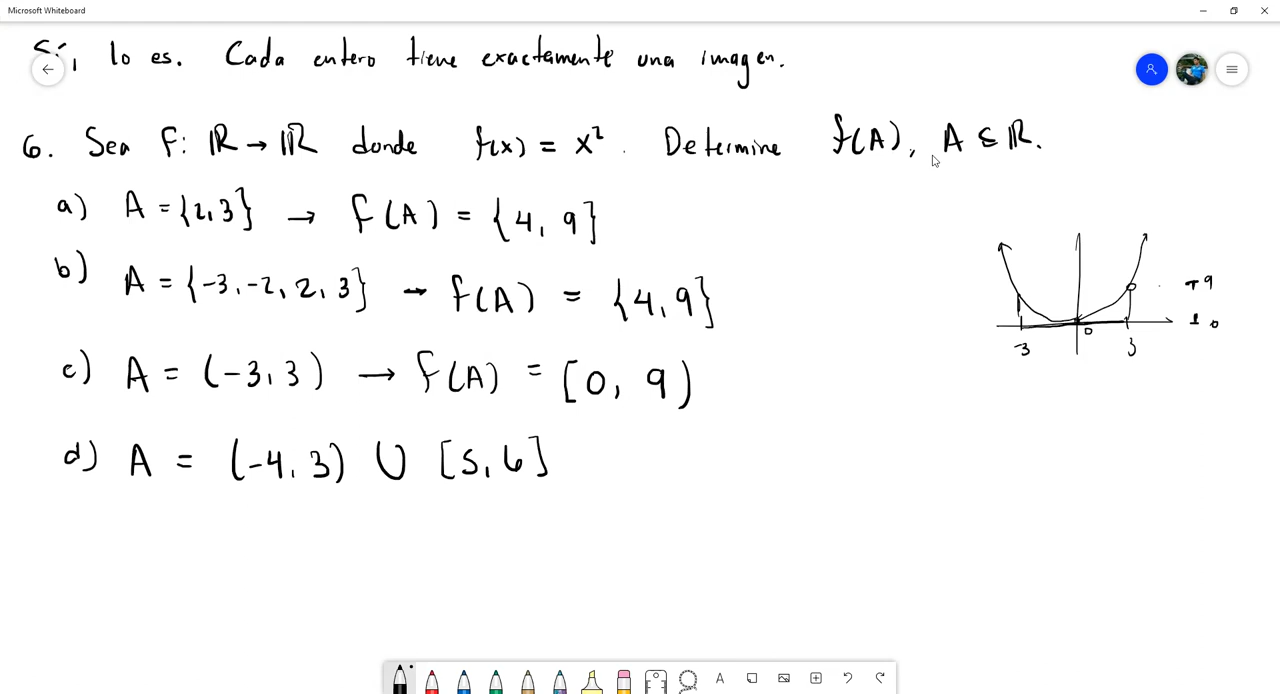 Microsoft Whiteboard
Sí, lo es. Cada entero tiene exactamente una imagen.
6. Sea f: ℝ → ℝ donde f(x) = x². Determine f(A), A ⊆ ℝ.
a) A = {2, 3} → f(A) = {4, 9}
b) A = {-3, -2, 2, 3} → f(A) = {4, 9}
c) A = (-3, 3) → f(A) = [0, 9)
d) A = (-4, 3) ∪ [5, 6]
9
0
0
-3
3
A